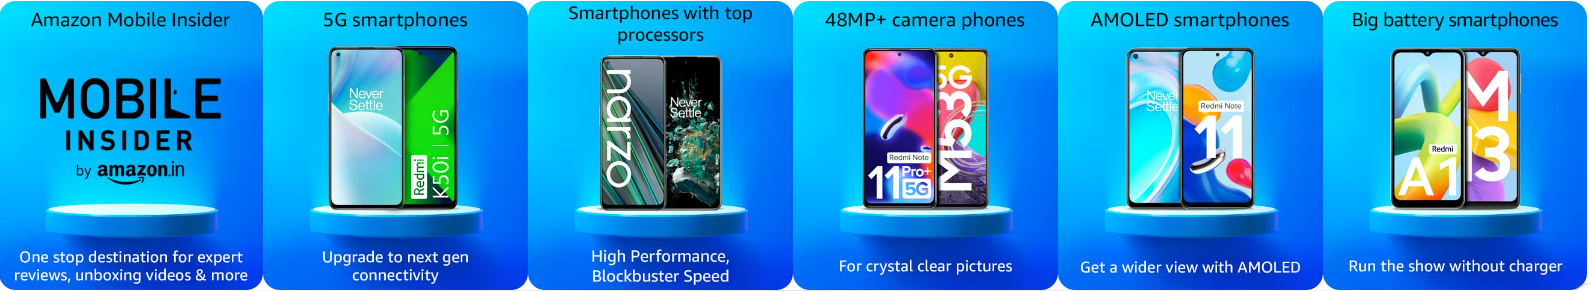 Amazon Mobile Insider
MOBILE
INSIDER
by amazon.in
One stop destination for expert
reviews, unboxing videos & more
5G smartphones
Never
Settle
Redmi
K50i | 5G
Upgrade to next gen
connectivity
Smartphones with top
processors
narzo
Never
Settle
High Performance,
Blockbuster Speed
48MP+ camera phones
Redmi Note
11 Pro+
5G
M53 5G
For crystal clear pictures
AMOLED smartphones
Never
Settle
Redmi Note
11
Get a wider view with AMOLED
Big battery smartphones
Redmi
A1
M
13
Run the show without charger